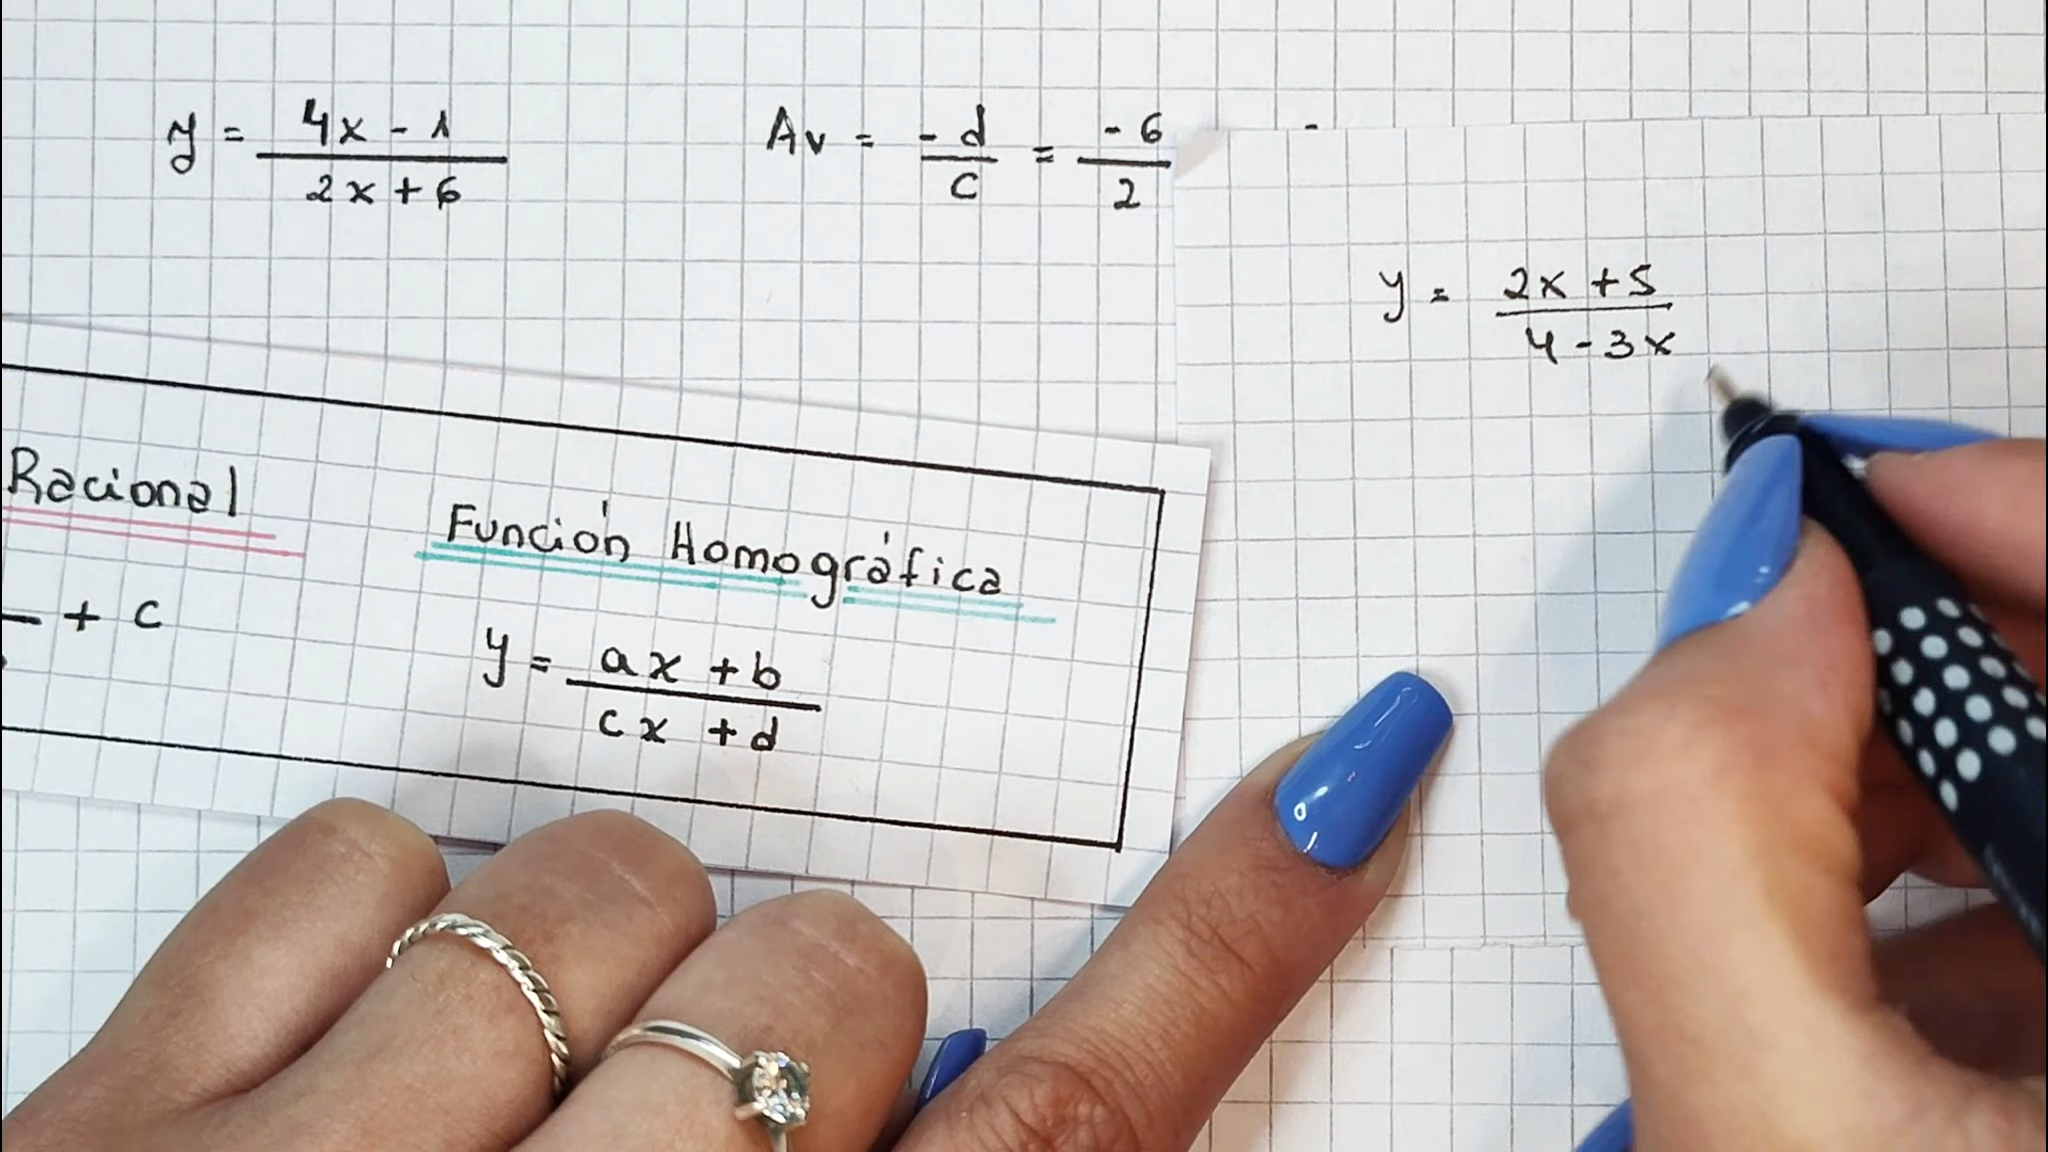 y = 4x - 1
2x + 6
Av = -d = -6
c 2
y = 2x + 5
4 - 3x
Racional
+ c
Función Homográfica
y = ax + b
cx + d